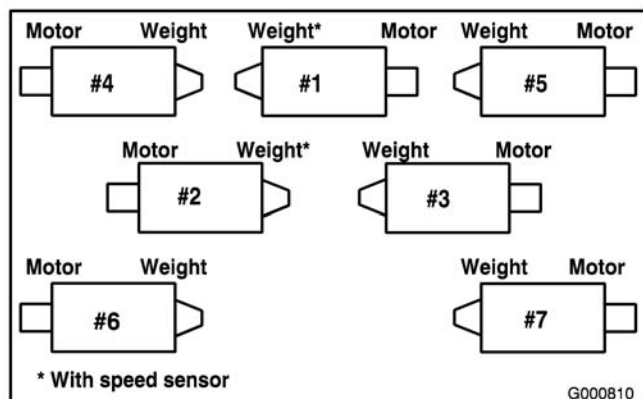 Motor Weight Weight* Motor Weight Motor
#4 #1 #5
Motor Weight* Weight Motor
#2 #3
Motor Weight Weight Motor
#6 #7
* With speed sensor
G000810